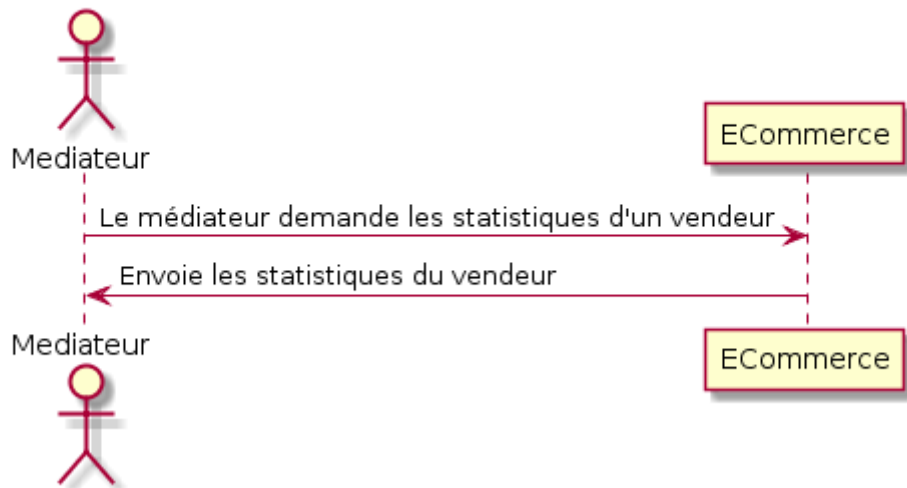 Mediateur
ECommerce
Le médiateur demande les statistiques d'un vendeur
Envoie les statistiques du vendeur
Mediateur
ECommerce